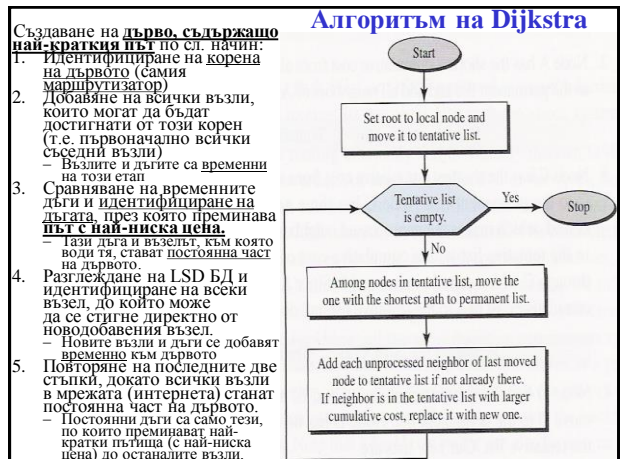 Алгоритъм на Dijkstra
Създаване на дърво, съдържащо
най-краткия път по сл. начин:
1. Идентифициране на корена
на дървото (самия
маршрутизатор)
2. Добавяне на всички възли,
които могат да бъдат
достигнати от този корен
(т.е. първоначално всички
съседни възли)
– Възлите и дъгите са временни
на този етап
3. Сравняване на временните
дъги и идентифициране на
дъгата, през която преминава
път с най-ниска цена.
– Тази дъга и възелът, към която
води тя, стават постоянна част
на дървото.
4. Разглеждане на LSD БД и
идентифициране на всеки
възел, до който може
да се стигне директно от
новодобавения възел.
– Новите възли и дъги се добавят
временно към дървото
5. Повторяне на последните две
стъпки, докато всички възли
в мрежата (интернета) станат
постоянна част на дървото.
– Постоянни дъги са само тези,
по които преминават най-
кратки пътища (с най-ниска
цена) до останалите възли.
Start
Set root to local node and
move it to tentative list.
Tentative list
is empty.
Yes
Stop
No
Among nodes in tentative list, move the
one with the shortest path to permanent list.
Add each unprocessed neighbor of last moved
node to tentative list if not already there.
If neighbor is in the tentative list with larger
cumulative cost, replace it with new one.